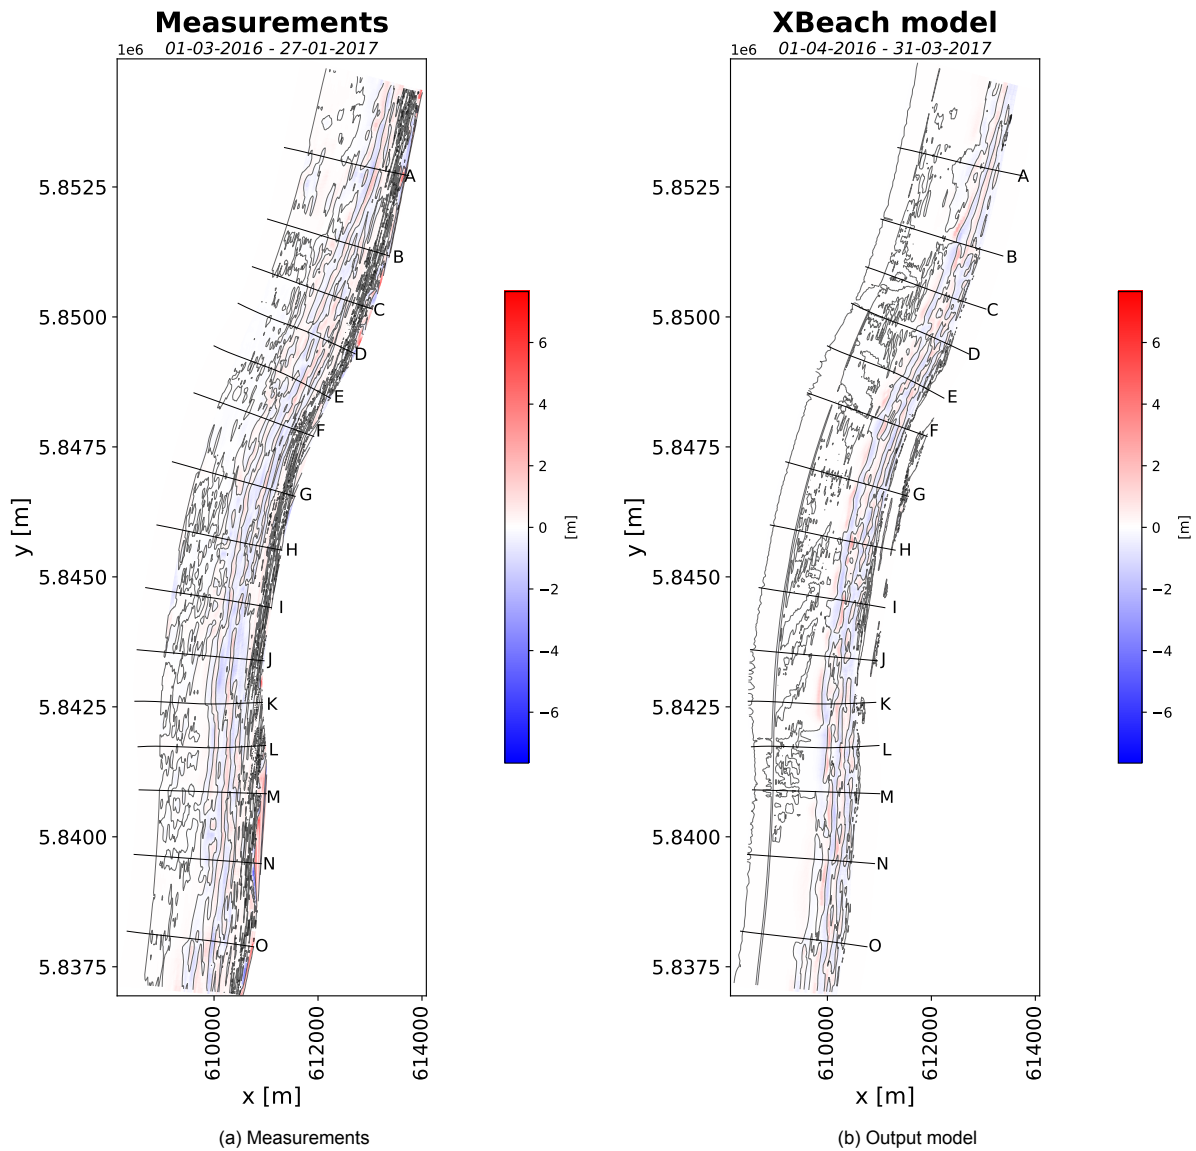 Measurements
1e6 01-03-2016 - 27-01-2017
5.8525
5.8500
5.8475
5.8450
5.8425
5.8400
5.8375
y [m]
A
B
C
D
E
F
G
H
I
J
K
L
M
N
O
610000
612000
614000
x [m]
6
4
2
0
−2
−4
−6
[m]
(a) Measurements
XBeach model
1e6 01-04-2016 - 31-03-2017
5.8525
5.8500
5.8475
5.8450
5.8425
5.8400
5.8375
y [m]
A
B
C
D
E
F
G
H
I
J
K
L
M
N
O
610000
612000
614000
x [m]
6
4
2
0
−2
−4
−6
[m]
(b) Output model